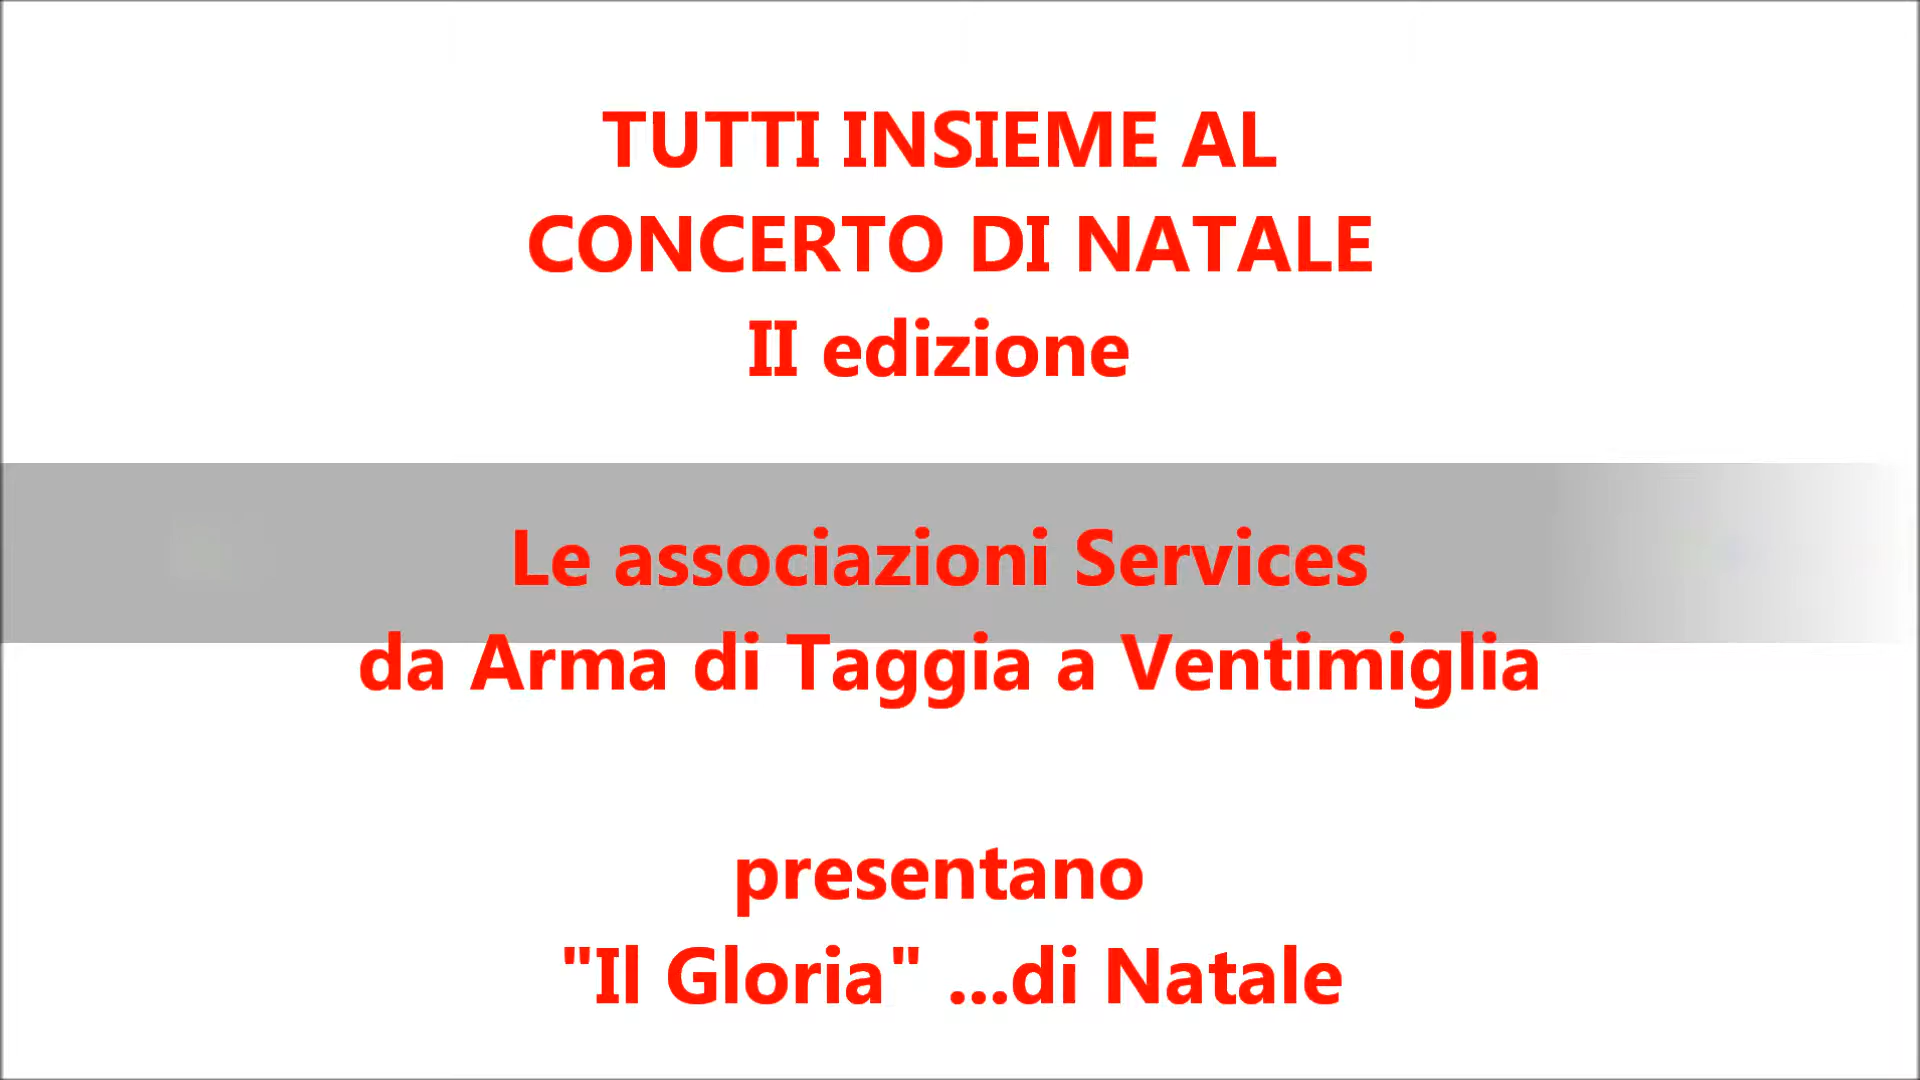 TUTTI INSIEME AL
CONCERTO DI NATALE
II edizione
Le associazioni Services
da Arma di Taggia a Ventimiglia
presentano
"Il Gloria" ...di Natale